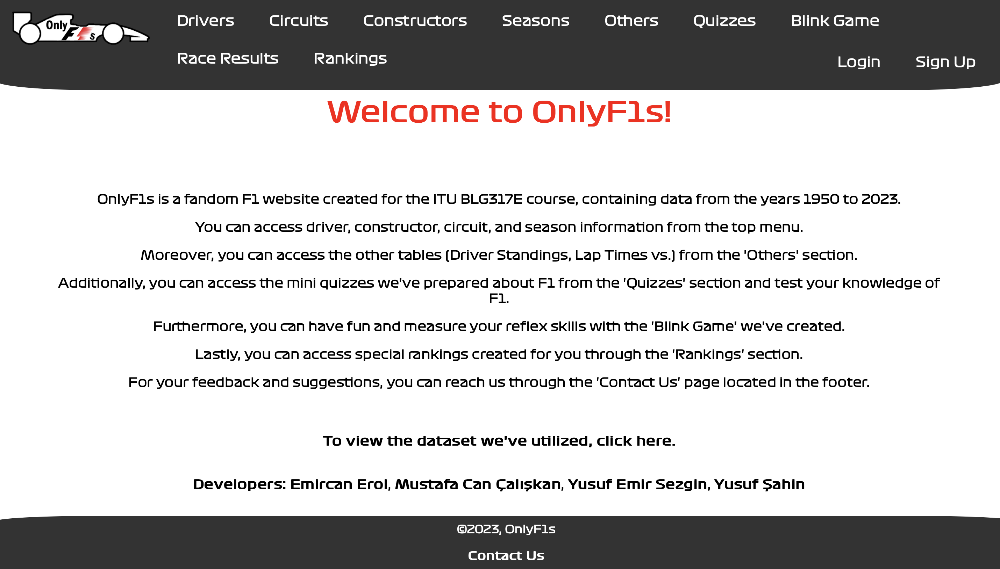 Only
F1s
Drivers Circuits Constructors Seasons Others Quizzes Blink Game
Race Results Rankings
Login Sign Up
Welcome to OnlyF1s!
OnlyF1s is a fandom F1 website created for the ITU BLG317E course, containing data from the years 1950 to 2023.
You can access driver, constructor, circuit, and season information from the top menu.
Moreover, you can access the other tables (Driver Standings, Lap Times vs.) from the 'Others' section.
Additionally, you can access the mini quizzes we've prepared about F1 from the 'Quizzes' section and test your knowledge of
F1.
Furthermore, you can have fun and measure your reflex skills with the 'Blink Game' we've created.
Lastly, you can access special rankings created for you through the 'Rankings' section.
For your feedback and suggestions, you can reach us through the 'Contact Us' page located in the footer.
To view the dataset we've utilized, click here.
Developers: Emircan Erol, Mustafa Can Çalışkan, Yusuf Emir Sezgin, Yusuf Şahin
©2023, OnlyF1s
Contact Us